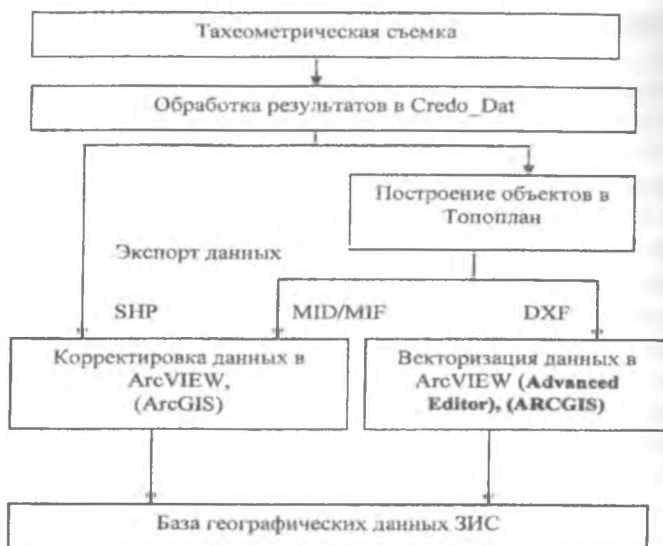 Тахеометрическая съемка
Обработка результатов в Credo_Dat
Построение объектов в
Топоплан
Экспорт данных
SHP MID/MIF DXF
Корректировка данных в
ArcVIEW,
(ArcGIS)
Векторизация данных в
ArcVIEW (Advanced
Editor), (ARCGIS)
База географических данных ЗИС